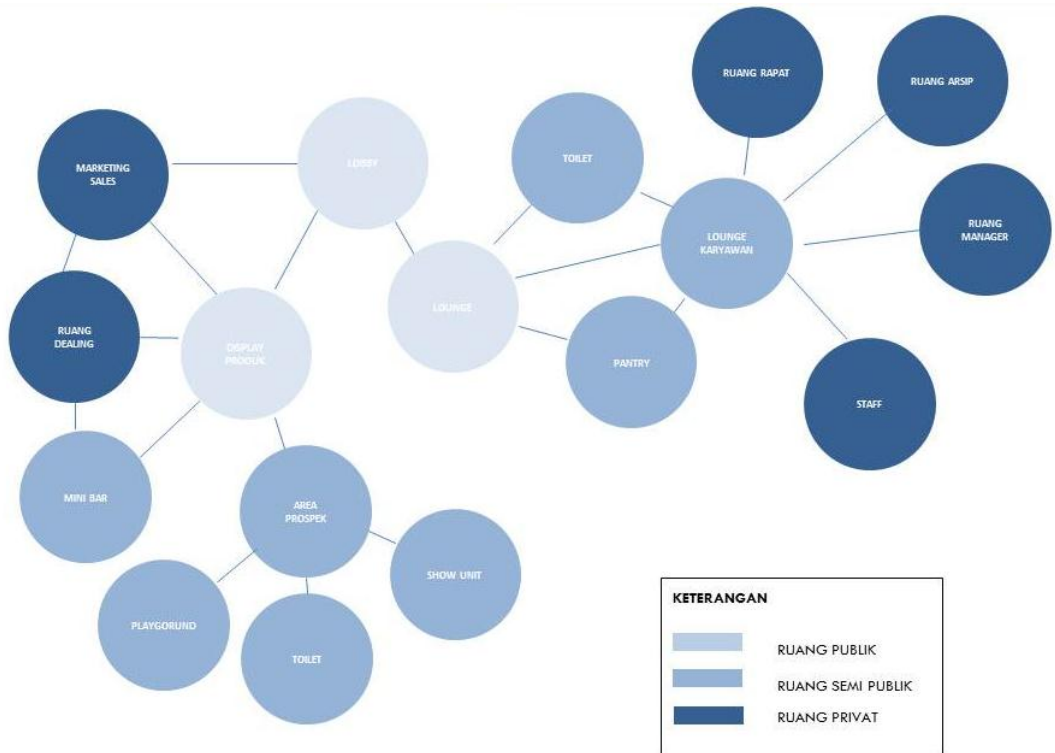 RUANG RAPAT
RUANG ARSIP
MARKETING
SALES
LOBBY
TOILET
LOUNGE
KARYAWAN
RUANG
MANAGER
LOUNGE
RUANG
DEALING
DISPLAY
PRODUK
PANTRY
STAFF
MINI BAR
AREA
PROSPEK
SHOW UNIT
PLAYGORUND
TOILET
KETERANGAN
RUANG PUBLIK
RUANG SEMI PUBLIK
RUANG PRIVAT